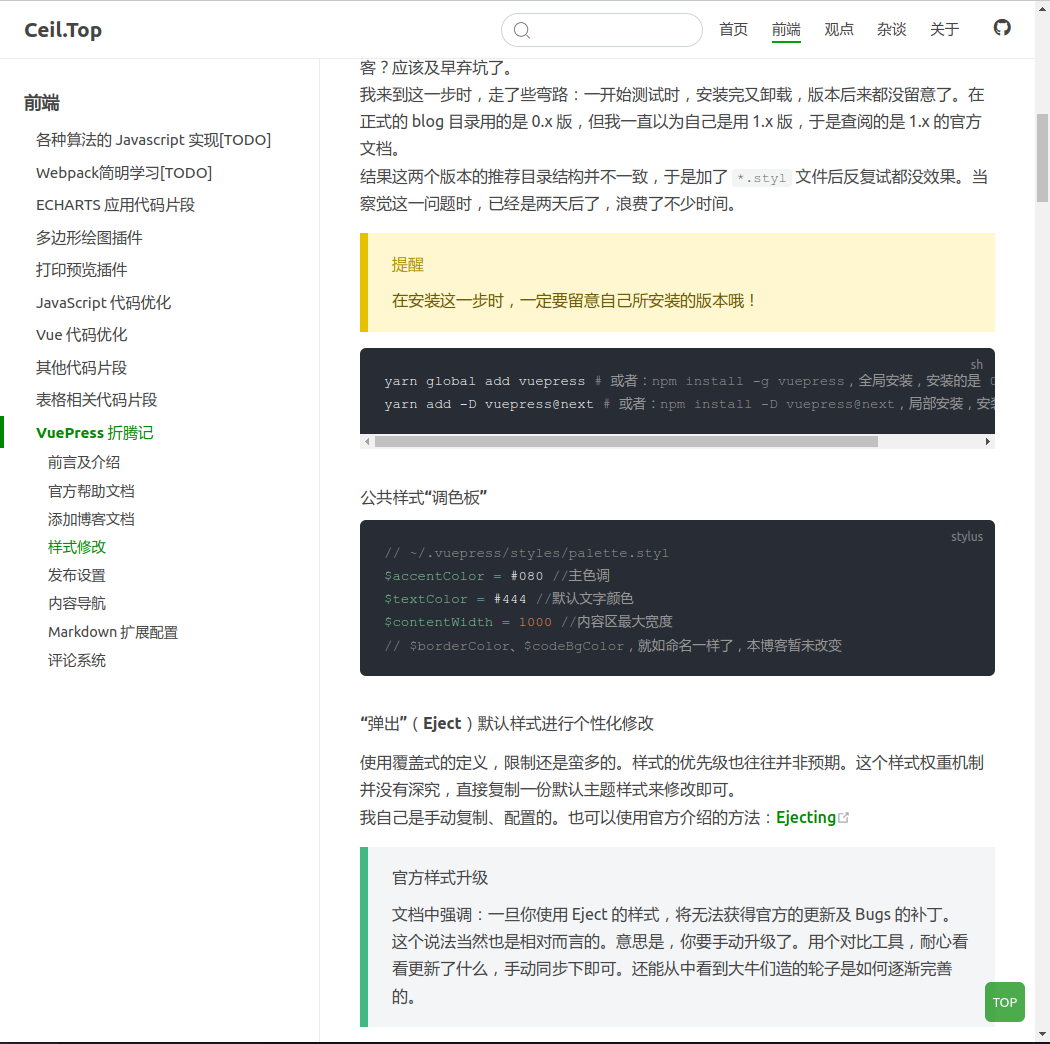 Ceil.Top
首页
前端
观点
杂谈
关于
前端
各种算法的 Javascript 实现[TODO]
Webpack简明学习[TODO]
ECHARTS 应用代码片段
多边形绘图插件
打印预览插件
JavaScript 代码优化
Vue 代码优化
其他代码片段
表格相关代码片段
VuePress 折腾记
前言及介绍
官方帮助文档
添加博客文档
样式修改
发布设置
内容导航
Markdown 扩展配置
评论系统
客？应该及早弃坑了。
我来到这一步时，走了些弯路：一开始测试时，安装完又卸载，版本后来都没留意了。在
正式的 blog 目录用的是 0.x 版，但我一直以为自己是用 1.x 版，于是查阅的是 1.x 的官方
文档。
结果这两个版本的推荐目录结构并不一致，于是加了 *.styl 文件后反复试都没效果。当
察觉这一问题时，已经是两天后了，浪费了不少时间。
提醒
在安装这一步时，一定要留意自己所安装的版本哦！
sh
yarn global add vuepress # 或者：npm install -g vuepress，全局安装，安装的是 0
yarn add -D vuepress@next # 或者：npm install -D vuepress@next，局部安装，安装
公共样式“调色板”
stylus
// ~/.vuepress/styles/palette.styl
$accentColor = #080 //主色调
$textColor = #444 //默认文字颜色
$contentWidth = 1000 //内容区最大宽度
// $borderColor、$codeBgColor，就如命名一样了，本博客暂未改变
“弹出”（ Eject ）默认样式进行个性化修改
使用覆盖式的定义，限制还是蛮多的。样式的优先级也往往并非预期。这个样式权重机制
并没有深究，直接复制一份默认主题样式来修改即可。
我自己是手动复制、配置的。也可以使用官方介绍的方法：Ejecting
官方样式升级
文档中强调：一旦你使用 Eject 的样式，将无法获得官方的更新及 Bugs 的补丁。
这个说法当然也是相对而言的。意思是，你要手动升级了。用个对比工具，耐心看
看更新了什么，手动同步下即可。还能从中看到大牛们造的轮子是如何逐渐完善
的。
TOP